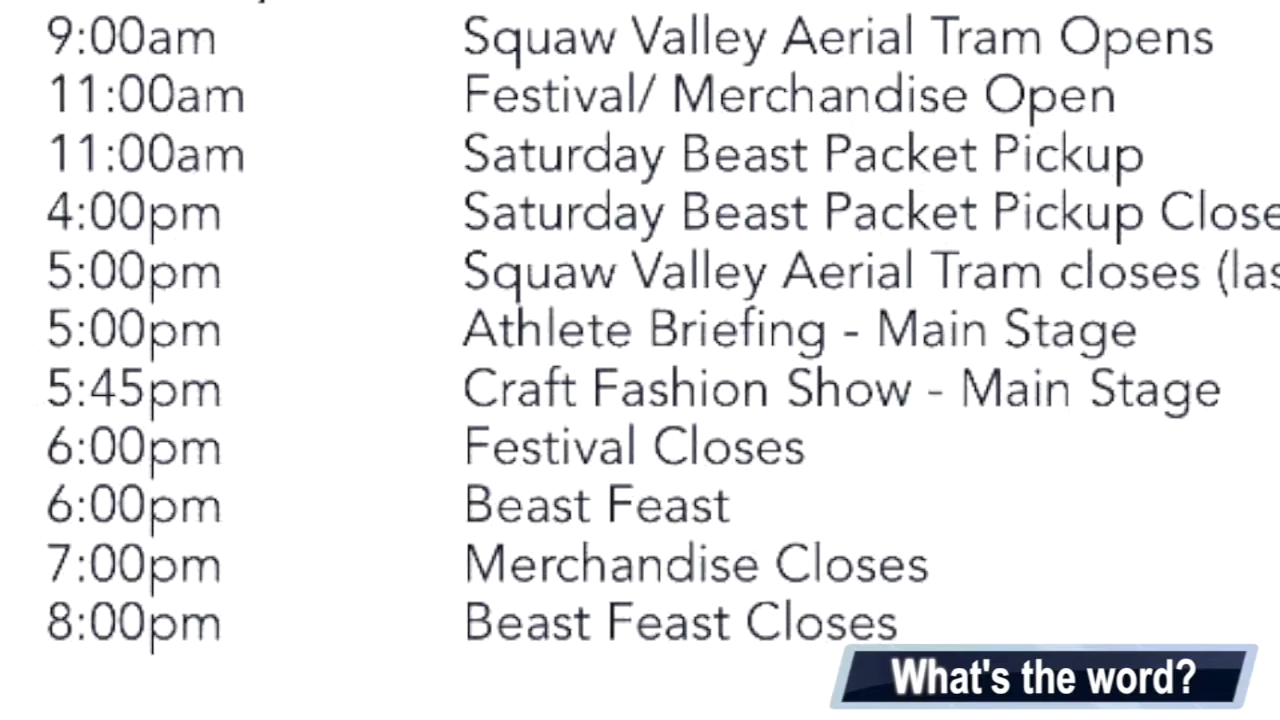 9:00am Squaw Valley Aerial Tram Opens
11:00am Festival/ Merchandise Open
11:00am Saturday Beast Packet Pickup
4:00pm Saturday Beast Packet Pickup Close
5:00pm Squaw Valley Aerial Tram closes (las
5:00pm Athlete Briefing - Main Stage
5:45pm Craft Fashion Show - Main Stage
6:00pm Festival Closes
6:00pm Beast Feast
7:00pm Merchandise Closes
8:00pm Beast Feast Closes
What's the word?